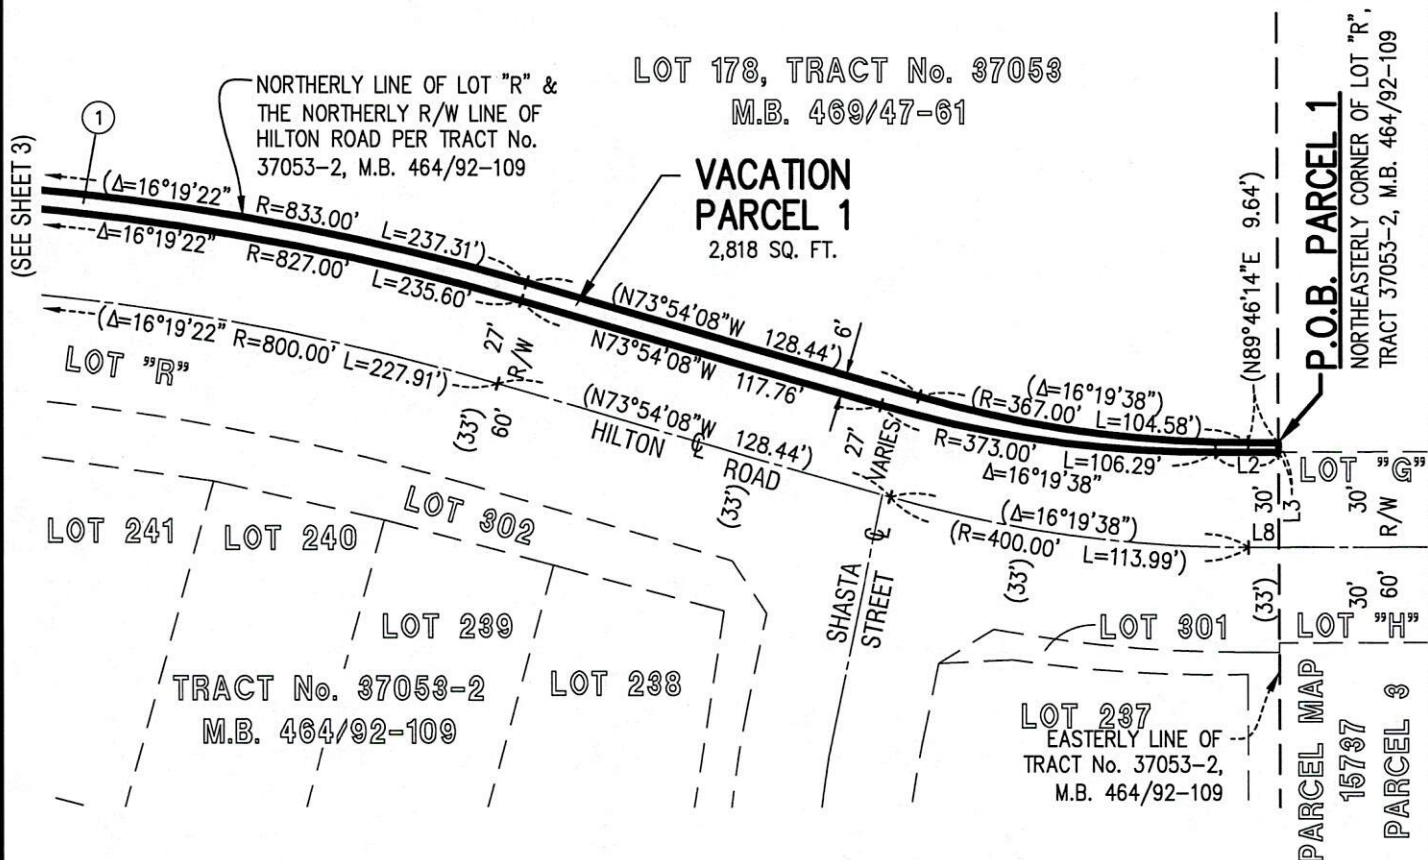 LOT 178, TRACT No. 37053
M.B. 469/47-61
NORTHERLY LINE OF LOT "R" &
THE NORTHERLY R/W LINE OF
HILTON ROAD PER TRACT No.
37053-2, M.B. 464/92-109
1
(SEE SHEET 3)
VACATION
PARCEL 1
2,818 SQ. FT.
(Δ=16°19'22" R=833.00' L=237.31')
Δ=16°19'22" R=827.00' L=235.60'
(Δ=16°19'22" R=800.00' L=227.91')
LOT "R"
27'
R/W
(33')
60'
(N73°54'08"W 128.44')
N73°54'08"W 117.76'
6'
(N73°54'08"W 128.44')
HILTON ROAD
℄
(33')
27'
VARIES
(Δ=16°19'38")
(R=367.00' L=104.58')
R=373.00' L=106.29'
Δ=16°19'38"
(Δ=16°19'38")
(R=400.00' L=113.99')
(33')
(N89°46'14"E 9.64')
P.O.B. PARCEL 1
NORTHEASTERLY CORNER OF LOT "R",
TRACT 37053-2, M.B. 464/92-109
L2
L3
L8
30'
(33')
LOT "G"
30'
R/W
30'
60'
LOT "H"
LOT 241
LOT 240
LOT 302
LOT 239
LOT 238
TRACT No. 37053-2
M.B. 464/92-109
SHASTA
STREET
℄
LOT 301
LOT 237
EASTERLY LINE OF
TRACT No. 37053-2,
M.B. 464/92-109
PARCEL MAP
15737
PARCEL 3